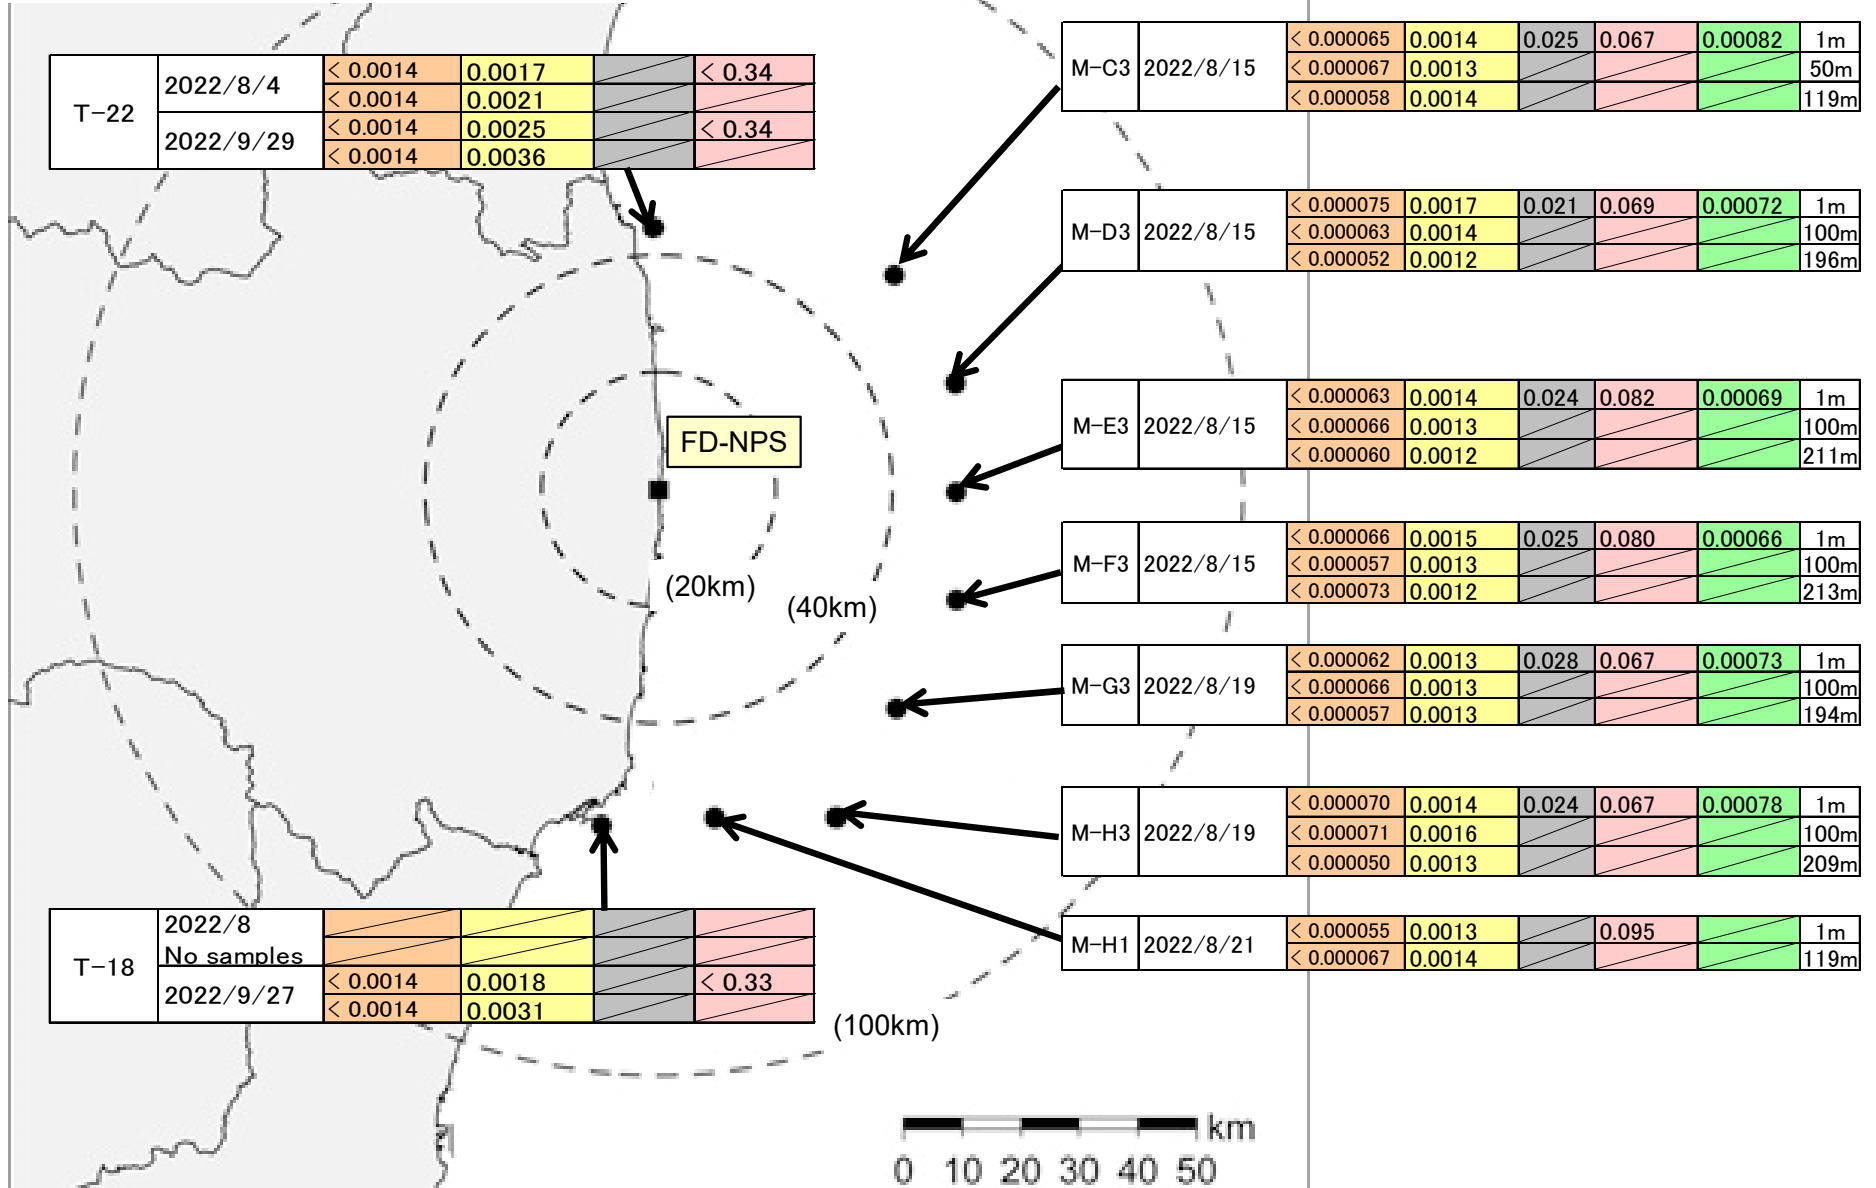 T-22
2022/8/4
< 0.0014 0.0017 < 0.34
< 0.0014 0.0021
2022/9/29
< 0.0014 0.0025 < 0.34
< 0.0014 0.0036
M-C3 2022/8/15
< 0.000065 0.0014 0.025 0.067 0.00082 1m
< 0.000067 0.0013 50m
< 0.000058 0.0014 119m
M-D3 2022/8/15
< 0.000075 0.0017 0.021 0.069 0.00072 1m
< 0.000063 0.0014 100m
< 0.000052 0.0012 196m
M-E3 2022/8/15
< 0.000063 0.0014 0.024 0.082 0.00069 1m
< 0.000066 0.0013 100m
< 0.000060 0.0012 211m
FD-NPS
(20km)
(40km)
M-F3 2022/8/15
< 0.000066 0.0015 0.025 0.080 0.00066 1m
< 0.000057 0.0013 100m
< 0.000073 0.0012 213m
M-G3 2022/8/19
< 0.000062 0.0013 0.028 0.067 0.00073 1m
< 0.000066 0.0013 100m
< 0.000057 0.0013 194m
M-H3 2022/8/19
< 0.000070 0.0014 0.024 0.067 0.00078 1m
< 0.000071 0.0016 100m
< 0.000050 0.0013 209m
M-H1 2022/8/21
< 0.000055 0.0013 0.095 1m
< 0.000067 0.0014 119m
T-18
2022/8
No samples
2022/9/27
< 0.0014 0.0018 < 0.33
< 0.0014 0.0031
(100km)
km
0 10 20 30 40 50